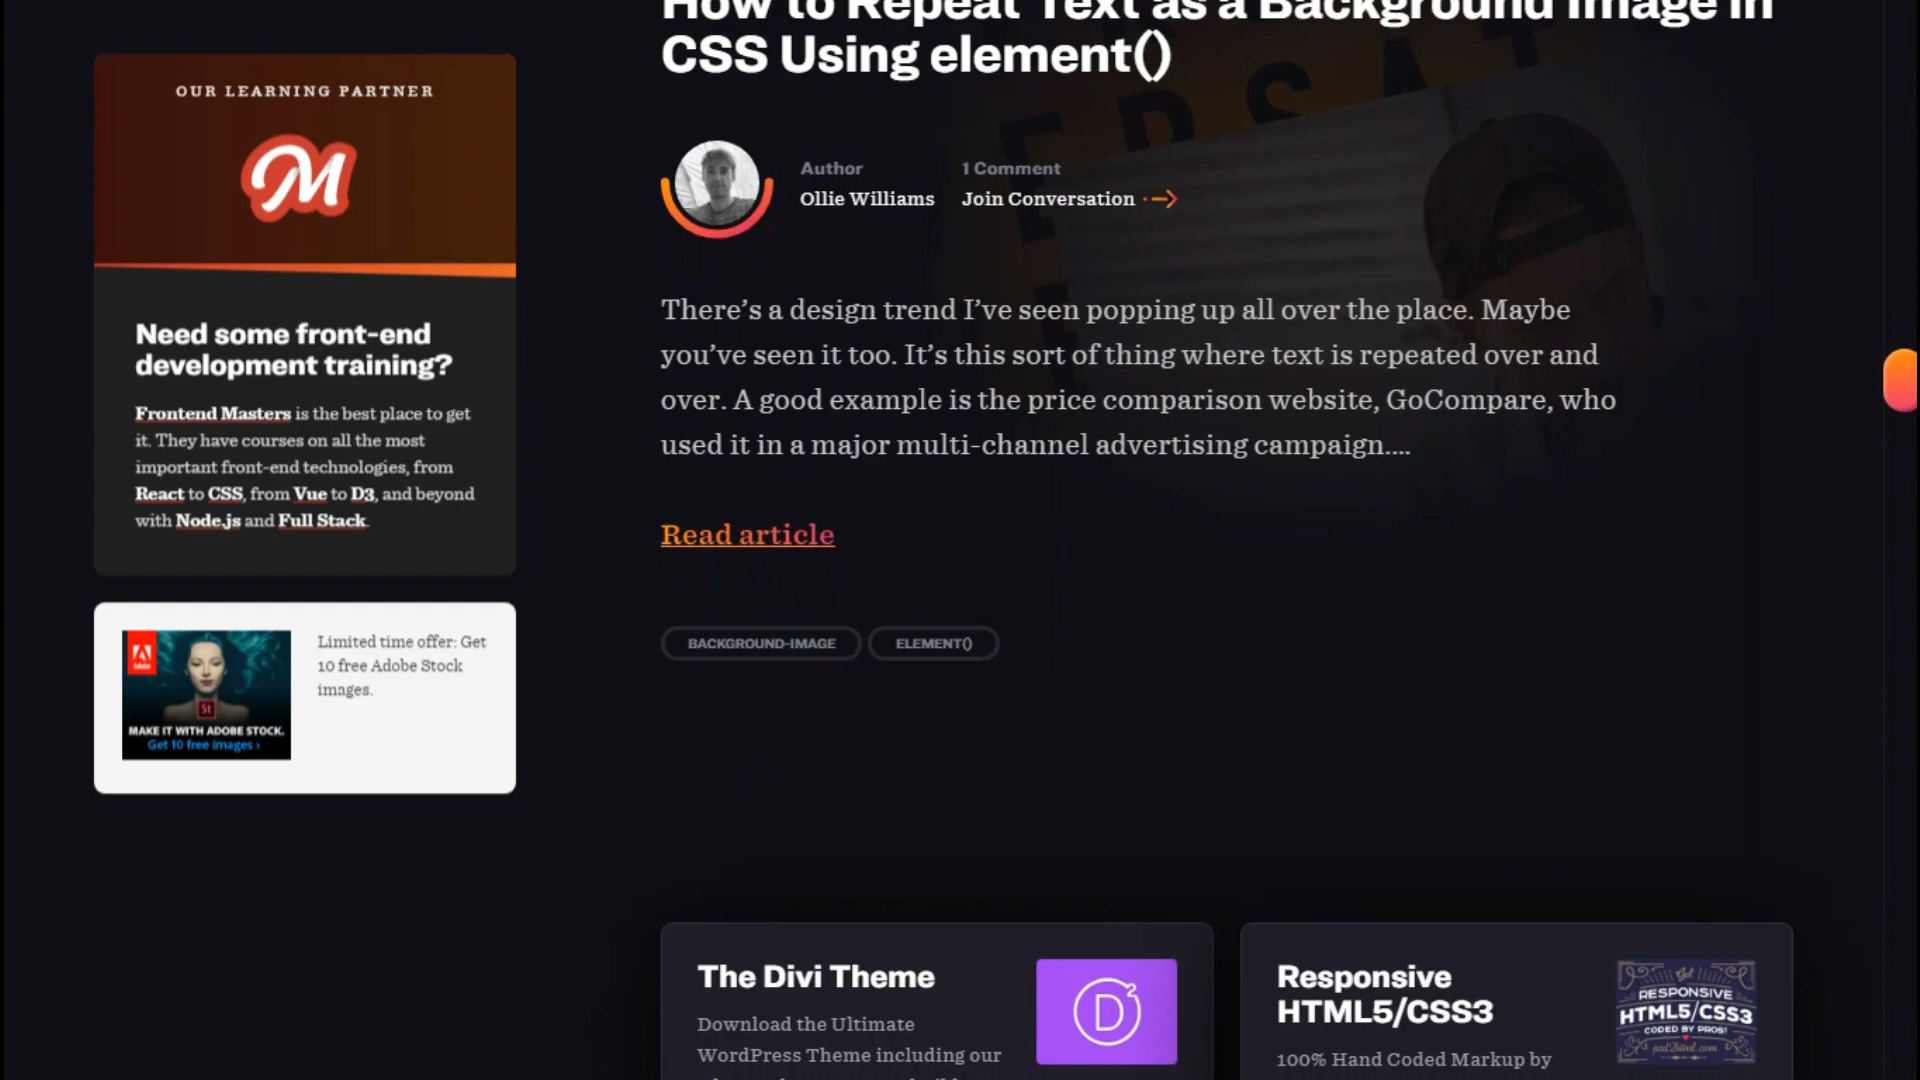 How to Repeat Text as a Background Image in
CSS Using element()
OUR LEARNING PARTNER
M
Author
Ollie Williams
1 Comment
Join Conversation
There’s a design trend I’ve seen popping up all over the place. Maybe
you’ve seen it too. It’s this sort of thing where text is repeated over and
over. A good example is the price comparison website, GoCompare, who
used it in a major multi-channel advertising campaign....
Read article
BACKGROUND-IMAGE
ELEMENT()
Need some front-end
development training?
Frontend Masters is the best place to get
it. They have courses on all the most
important front-end technologies, from
React to CSS, from Vue to D3, and beyond
with Node.js and Full Stack.
Adobe
St
MAKE IT WITH ADOBE STOCK.
Get 10 free images ›
Limited time offer: Get
10 free Adobe Stock
images.
The Divi Theme
Download the Ultimate
WordPress Theme including our
D
Responsive
HTML5/CSS3
100% Hand Coded Markup by
Get
RESPONSIVE
HTML5/CSS3
CODED BY PROS!
psd2html.com